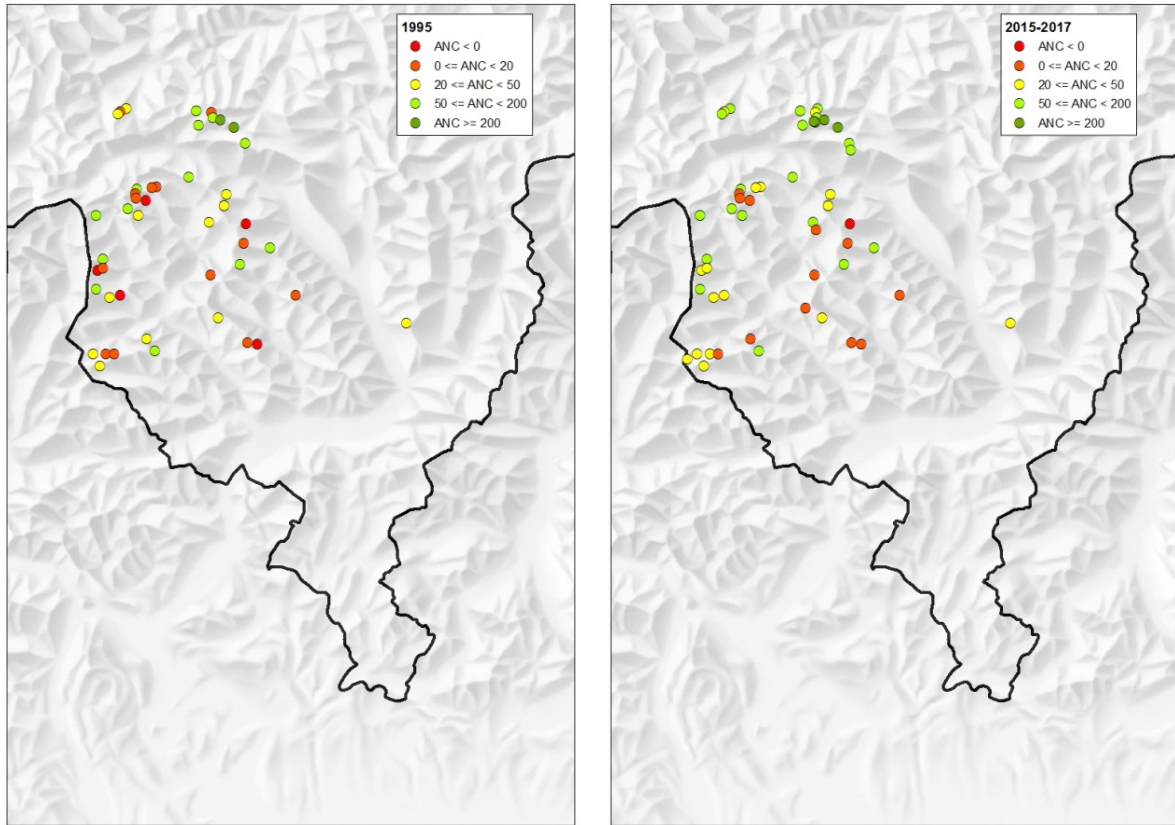 1995
ANC < 0
0 <= ANC < 20
20 <= ANC < 50
50 <= ANC < 200
ANC >= 200
2015-2017
ANC < 0
0 <= ANC < 20
20 <= ANC < 50
50 <= ANC < 200
ANC >= 200